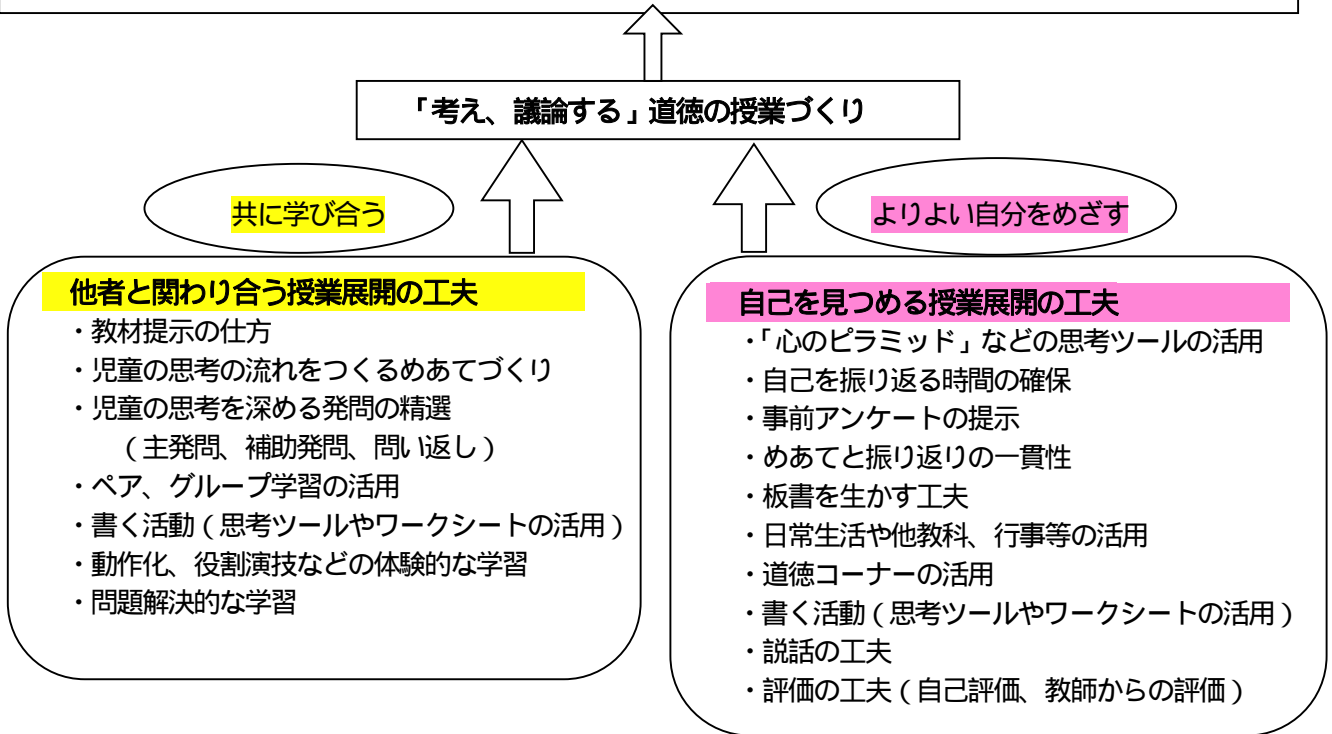 「考え、議論する」道徳の授業づくり
共に学び合う
よりよい自分をめざす
他者と関わり合う授業展開の工夫
・教材提示の仕方
・児童の思考の流れをつくるめあてづくり
・児童の思考を深める発問の精選
（主発問、補助発問、問い返し）
・ペア、グループ学習の活用
・書く活動（思考ツールやワークシートの活用）
・動作化、役割演技などの体験的な学習
・問題解決的な学習
自己を見つめる授業展開の工夫
・「心のピラミッド」などの思考ツールの活用
・自己を振り返る時間の確保
・事前アンケートの提示
・めあてと振り返りの一貫性
・板書を生かす工夫
・日常生活や他教科、行事等の活用
・道徳コーナーの活用
・書く活動（思考ツールやワークシートの活用）
・説話の工夫
・評価の工夫（自己評価、教師からの評価）